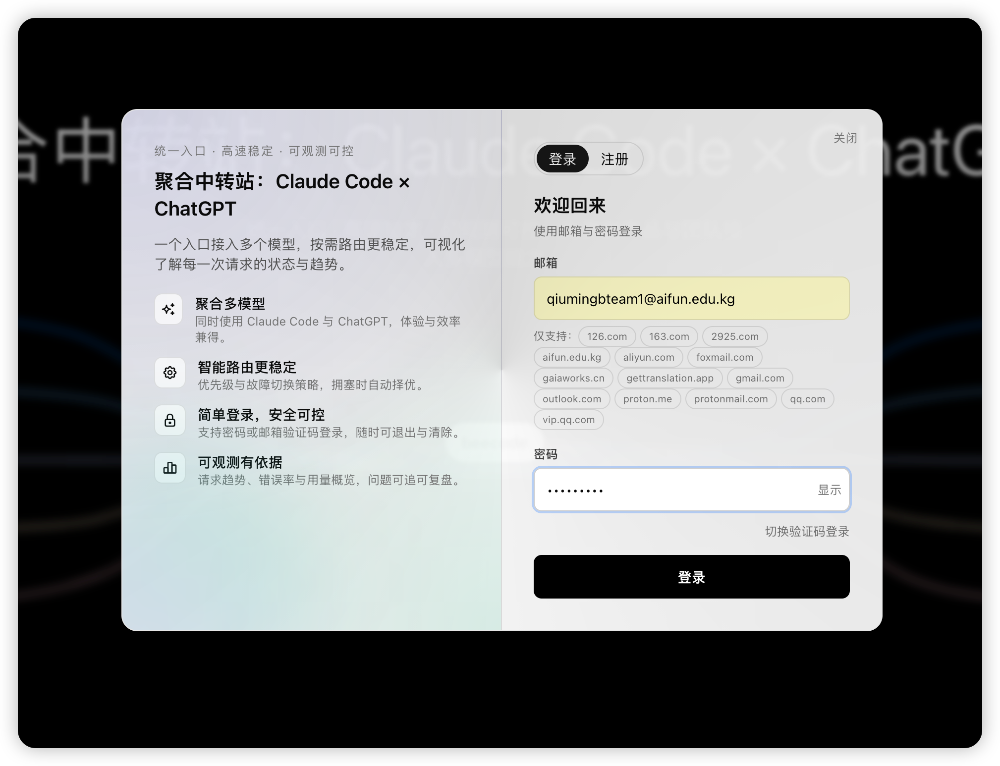 聚合中转站：Claude Code × ChatG
统一入口 · 高速稳定 · 可观测可控
聚合中转站：Claude Code ×
ChatGPT
一个入口接入多个模型，按需路由更稳定，可视化
了解每一次请求的状态与趋势。
聚合多模型
同时使用 Claude Code 与 ChatGPT，体验与效率
兼得。
智能路由更稳定
优先级与故障切换策略，拥塞时自动择优。
简单登录，安全可控
支持密码或邮箱验证码登录，随时可退出与清除。
可观测有依据
请求趋势、错误率与用量概览，问题可追可复盘。
关闭
登录 注册
欢迎回来
使用邮箱与密码登录
邮箱
qiumingbteam1@aifun.edu.kg
仅支持： 126.com 163.com 2925.com
aifun.edu.kg aliyun.com foxmail.com
gaiaworks.cn gettranslation.app gmail.com
outlook.com proton.me protonmail.com qq.com
vip.qq.com
密码
显示
切换验证码登录
登录